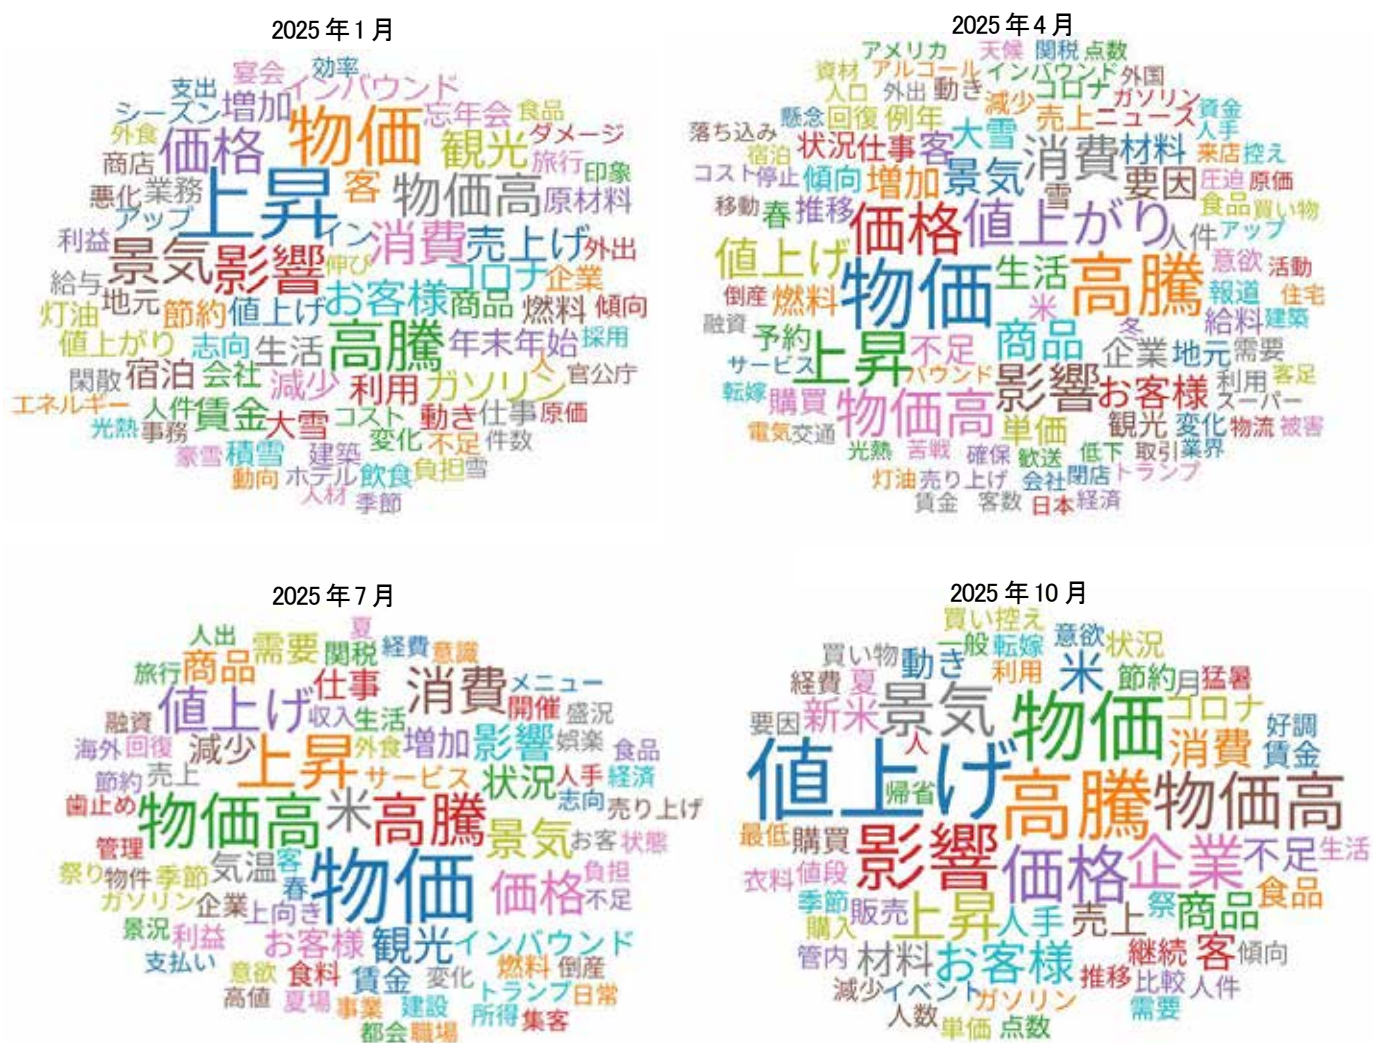 2025年1月
効率
宴会
支出 インバウンド
シーズン 増加 物価 忘年会 食品
外食 価格 観光 ダメージ
商店 旅行 印象
悪化 業務 上昇 客 物価高 原材料
アップ
利益 景気 影響 イン 消費 売上げ 外出
伸び コロナ 企業
給与 地元 お客様 商品 燃料 傾向
灯油 節約 値上げ
値上がり 志向 生活 高騰 年末年始 採用
閑散 宿泊 会社 減少 利用 ガソリン 人 官公庁
エネルギー 人件 賃金 大雪 コスト 動き 仕事 原価
光熱 事務 変化 不足 件数
豪雪 積雪 建築
動向 ホテル 飲食 負担 雪
人材 季節
2025年4月
アメリカ 天候 関税 点数
資材 アルコール インバウンド 外国
人口 外出 動き コロナ ガソリン
減少 資金
懸念 回復 例年 売上 ニュース
落ち込み 大雪 人手
状況 仕事 客 消費 材料 来店 控え
宿泊
コスト 停止 傾向 増加 景気 雪 要因 圧迫 原価
移動 春 推移 価格 値上がり 食品 買い物
人件 アップ
値上げ 生活 高騰 意欲 活動
倒産 燃料 物価 米 報道 住宅
融資 予約 商品 冬 給料 建築
上昇 不足 企業 地元 需要
サービス バウンド 影響 お客様 利用 客足
転嫁 購買 物価高 スーパー
電気 交通 単価 観光 変化 物流 被害
光熱 苦戦 確保 歓送 低下 取引 業界
灯油 売り上げ 会社 閉店 トランプ
賃金 客数 日本 経済
2025年7月
夏
人出 需要 関税 経費 意識
旅行 商品 仕事 消費 メニュー
値上げ 収入 生活 開催 盛況
融資
海外 回復 減少 上昇 外食 増加 影響 娯楽 食品
節約 売上 サービス 状況 人手 経済
歯止め 志向 売り上げ
物価高 米 高騰
管理 景気 お客 状態
祭り 物件 季節 気温 客 物価 価格 負担
ガソリン 企業 春 不足
景況 利益 上向き
お客様 観光 インバウンド
支払い 燃料 倒産
意欲 食料 賃金 変化
高値 夏場 事業 建設 トランプ 日常
所得 集客
都会 職場
2025年10月
買い控え
一般 転嫁 意欲 状況
買い物 動き 利用 米
経費 夏 景気 節約 月 猛暑
要因 新米 物価 コロナ 好調
人 消費 賃金
値上げ
帰省 高騰 物価高
最低 購買 影響
衣料 値段 価格 企業 不足 生活
季節 食品
販売 上昇 人手 売上 祭 商品
購入
管内 材料 お客様 継続 客 傾向
減少 イベント ガソリン 推移 比較 人件
人数 需要
単価 点数